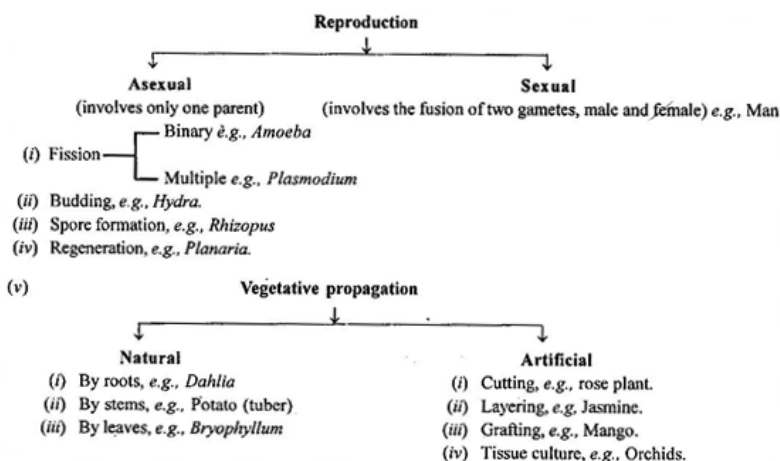 Reproduction
Asexual Sexual
(involves only one parent) (involves the fusion of two gametes, male and female) e.g., Man
Binary e.g., Amoeba
(i) Fission
Multiple e.g., Plasmodium
(ii) Budding, e.g., Hydra.
(iii) Spore formation, e.g., Rhizopus
(iv) Regeneration, e.g., Planaria.
(v) Vegetative propagation
Natural Artificial
(i) By roots, e.g., Dahlia (i) Cutting, e.g., rose plant.
(ii) By stems, e.g., Potato (tuber) (ii) Layering, e.g, Jasmine.
(iii) By leaves, e.g., Bryophyllum (iii) Grafting, e.g., Mango.
(iv) Tissue culture, e.g., Orchids.